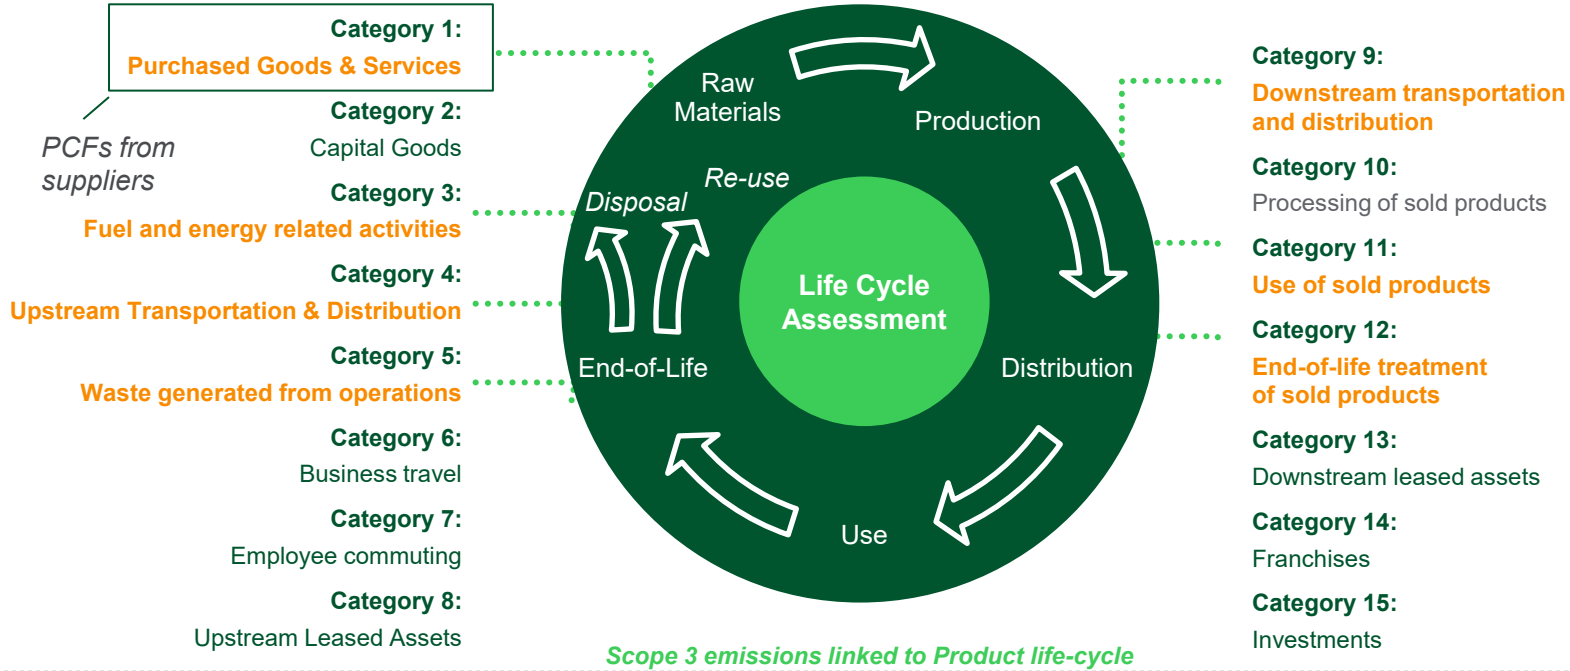 Category 1:
Purchased Goods & Services
PCFs from
suppliers
Category 2:
Capital Goods
Category 3:
Fuel and energy related activities
Category 4:
Upstream Transportation & Distribution
Category 5:
Waste generated from operations
Category 6:
Business travel
Category 7:
Employee commuting
Category 8:
Upstream Leased Assets
Raw
Materials
Production
Re-use
Disposal
Life Cycle
Assessment
End-of-Life
Distribution
Use
Category 9:
Downstream transportation
and distribution
Category 10:
Processing of sold products
Category 11:
Use of sold products
Category 12:
End-of-life treatment
of sold products
Category 13:
Downstream leased assets
Category 14:
Franchises
Category 15:
Investments
Scope 3 emissions linked to Product life-cycle